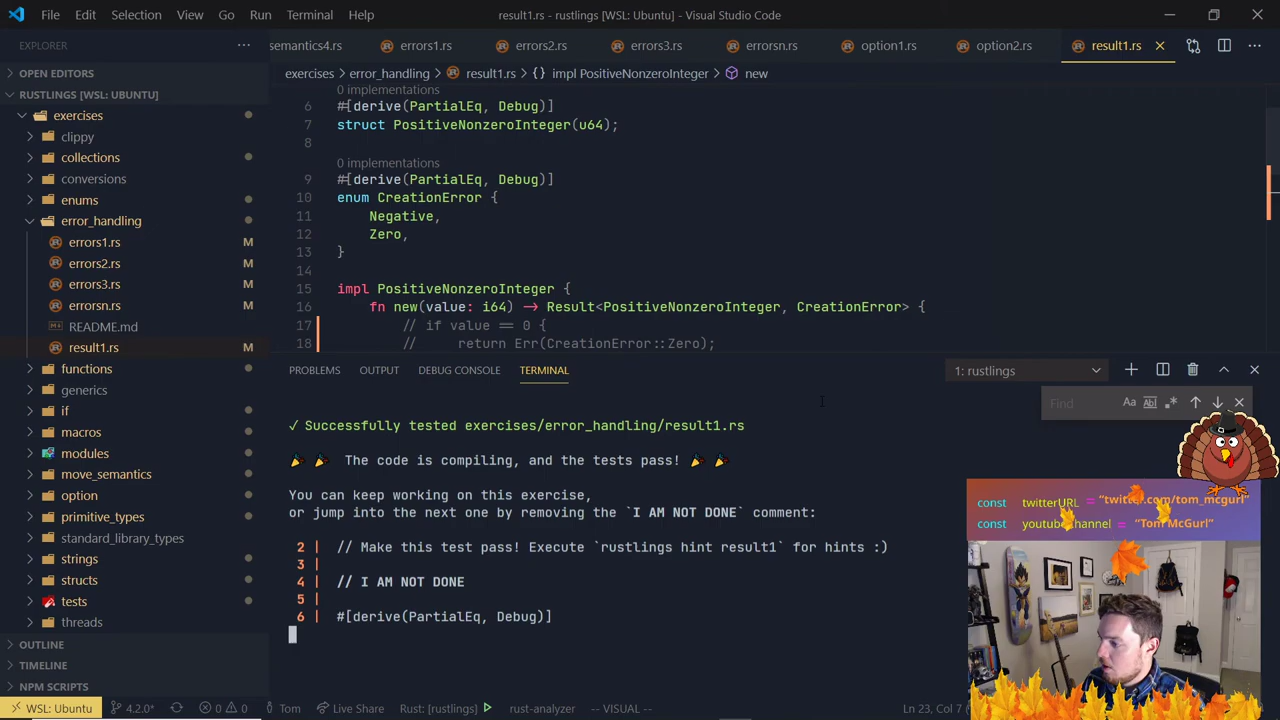 File Edit Selection View Go Run Terminal Help
result1.rs - rustlings [WSL: Ubuntu] - Visual Studio Code
EXPLORER
semantics4.rs errors1.rs errors2.rs errors3.rs errorsn.rs option1.rs option2.rs result1.rs
OPEN EDITORS
RUSTLINGS [WSL: UBUNTU]
exercises
clippy
collections
conversions
enums
error_handling
errors1.rs M
errors2.rs M
errors3.rs M
errorsn.rs M
README.md
result1.rs M
functions
generics
if
macros
modules
move_semantics
option
primitive_types
standard_library_types
strings
structs
tests
threads
OUTLINE
TIMELINE
NPM SCRIPTS
exercises > error_handling > result1.rs > {} impl PositiveNonzeroInteger > new
0 implementations
6 #[derive(PartialEq, Debug)]
7 struct PositiveNonzeroInteger(u64);
8
0 implementations
9 #[derive(PartialEq, Debug)]
10 enum CreationError {
11 Negative,
12 Zero,
13 }
14
15 impl PositiveNonzeroInteger {
16 fn new(value: i64) -> Result<PositiveNonzeroInteger, CreationError> {
17 // if value == 0 {
18 // return Err(CreationError::Zero);
PROBLEMS OUTPUT DEBUG CONSOLE TERMINAL
1: rustlings
Find Aa Abl .*
✓ Successfully tested exercises/error_handling/result1.rs
🎉 🎉 The code is compiling, and the tests pass! 🎉 🎉
You can keep working on this exercise,
or jump into the next one by removing the `I AM NOT DONE` comment:
2 | // Make this test pass! Execute `rustlings hint result1` for hints :)
3 |
4 | // I AM NOT DONE
5 |
6 | #[derive(PartialEq, Debug)]
const twitterURL = "twitter.com/tom_mcgurl"
const youtubeChannel = "Tom McGurl"
WSL: Ubuntu 4.2.0* 0 0 Tom Live Share Rust: [rustlings] rust-analyzer -- VISUAL -- Ln 23, Col 7